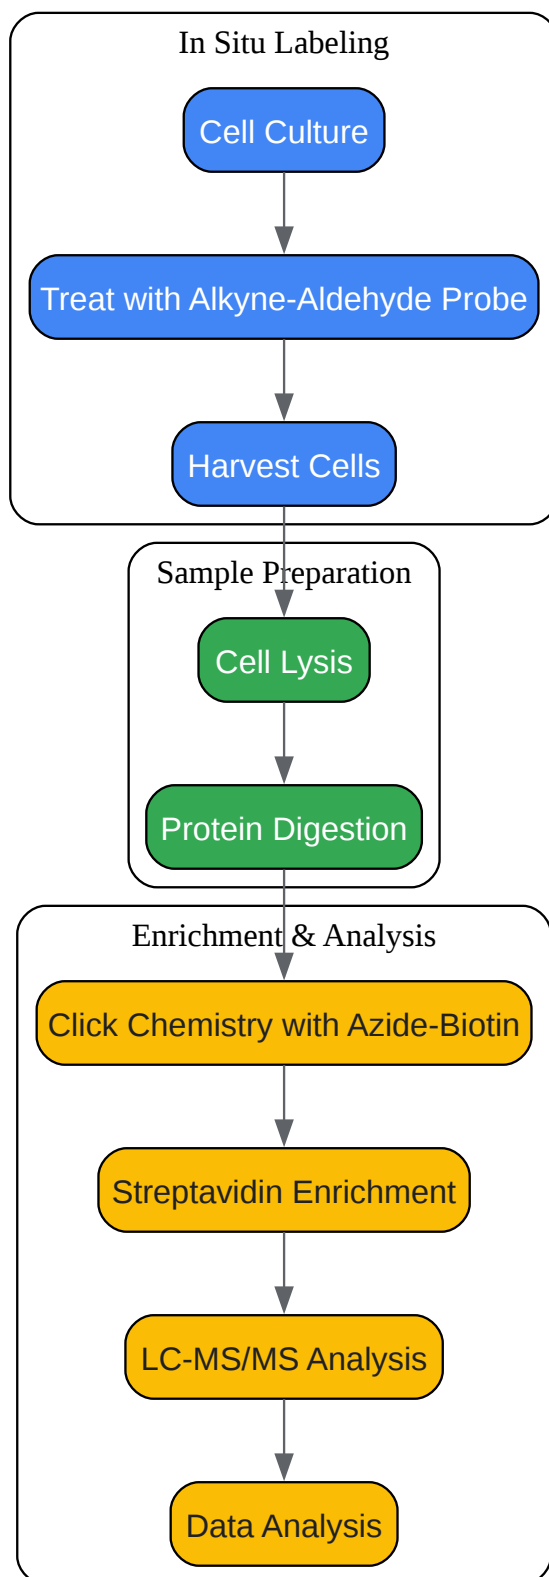 In Situ Labeling
Cell Culture
Treat with Alkyne-Aldehyde Probe
Harvest Cells
Sample Preparation
Cell Lysis
Protein Digestion
Enrichment & Analysis
Click Chemistry with Azide-Biotin
Streptavidin Enrichment
LC-MS/MS Analysis
Data Analysis